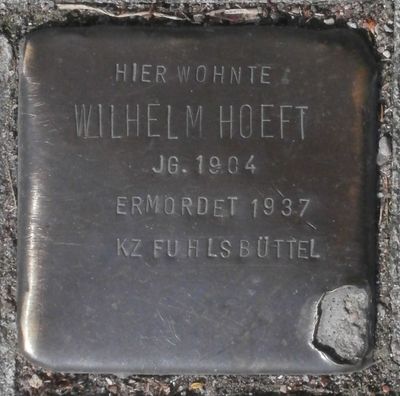 HIER WOHNTE
WILHELM HOEFT
JG. 1904
ERMORDET 1937
KZ FUHLSBÜTTEL